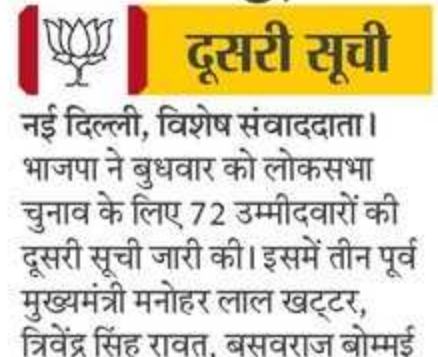 दूसरी सूची
नई दिल्ली, विशेष संवाददाता।
भाजपा ने बुधवार को लोकसभा
चुनाव के लिए 72 उम्मीदवारों की
दूसरी सूची जारी की। इसमें तीन पूर्व
मुख्यमंत्री मनोहर लाल खट्टर,
त्रिवेंद्र सिंह रावत, बसवराज बोम्मई